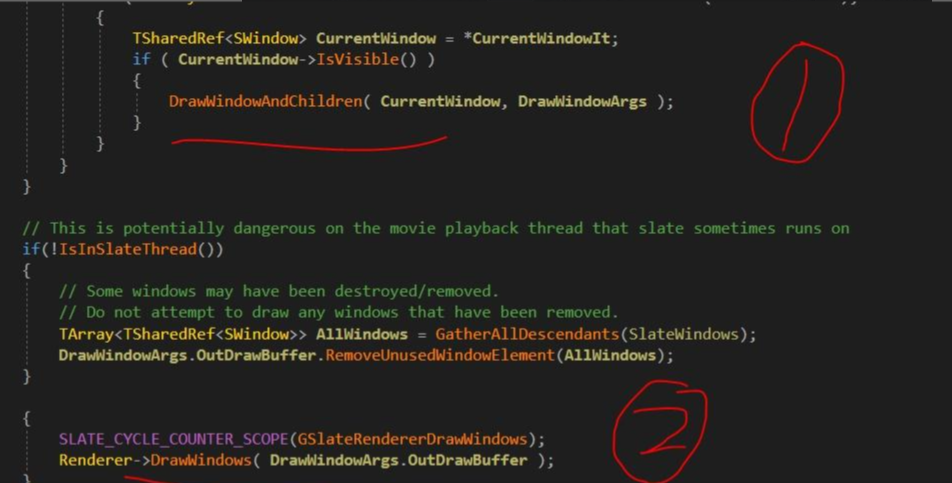 {
TSharedRef<SWindow> CurrentWindow = *CurrentWindowIt;
if ( CurrentWindow->IsVisible() )
{
DrawWindowAndChildren( CurrentWindow, DrawWindowArgs );
}
}
}
}
1
// This is potentially dangerous on the movie playback thread that slate sometimes runs on
if(!IsInSlateThread())
{
// Some windows may have been destroyed/removed.
// Do not attempt to draw any windows that have been removed.
TArray<TSharedRef<SWindow>> AllWindows = GatherAllDescendants(SlateWindows);
DrawWindowArgs.OutDrawBuffer.RemoveUnusedWindowElement(AllWindows);
}
{
SLATE_CYCLE_COUNTER_SCOPE(GSlateRendererDrawWindows);
Renderer->DrawWindows( DrawWindowArgs.OutDrawBuffer );
}
2